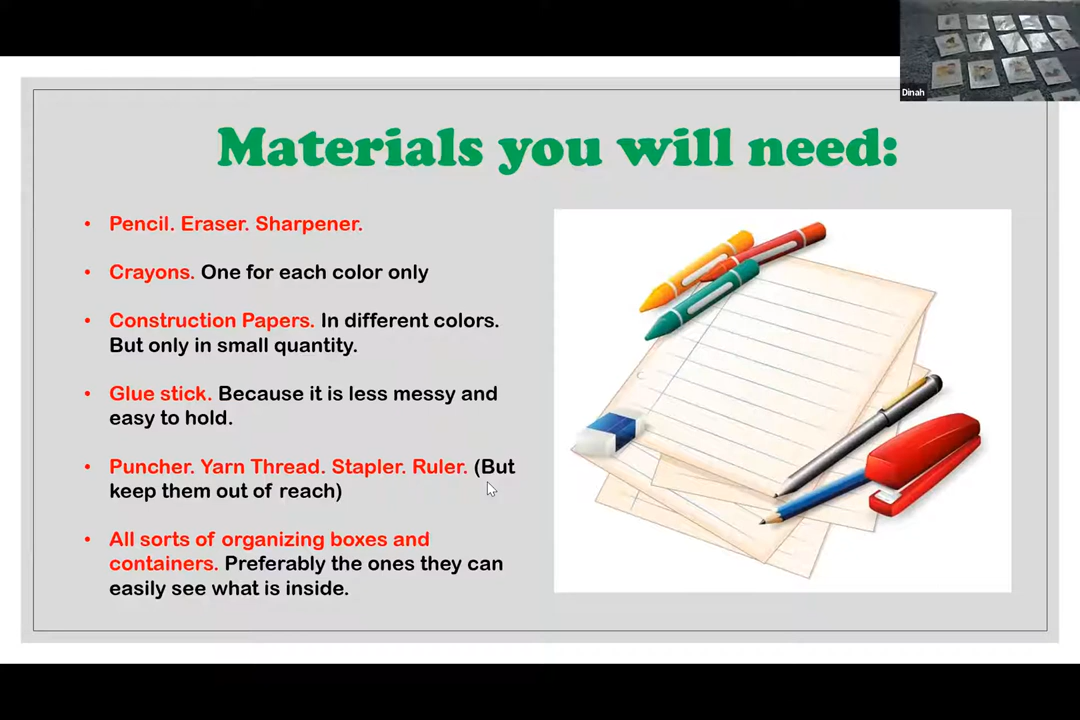 Dinah
Materials you will need:
• Pencil. Eraser. Sharpener.
• Crayons. One for each color only
• Construction Papers. In different colors.
But only in small quantity.
• Glue stick. Because it is less messy and
easy to hold.
• Puncher. Yarn Thread. Stapler. Ruler. (But
keep them out of reach)
• All sorts of organizing boxes and
containers. Preferably the ones they can
easily see what is inside.